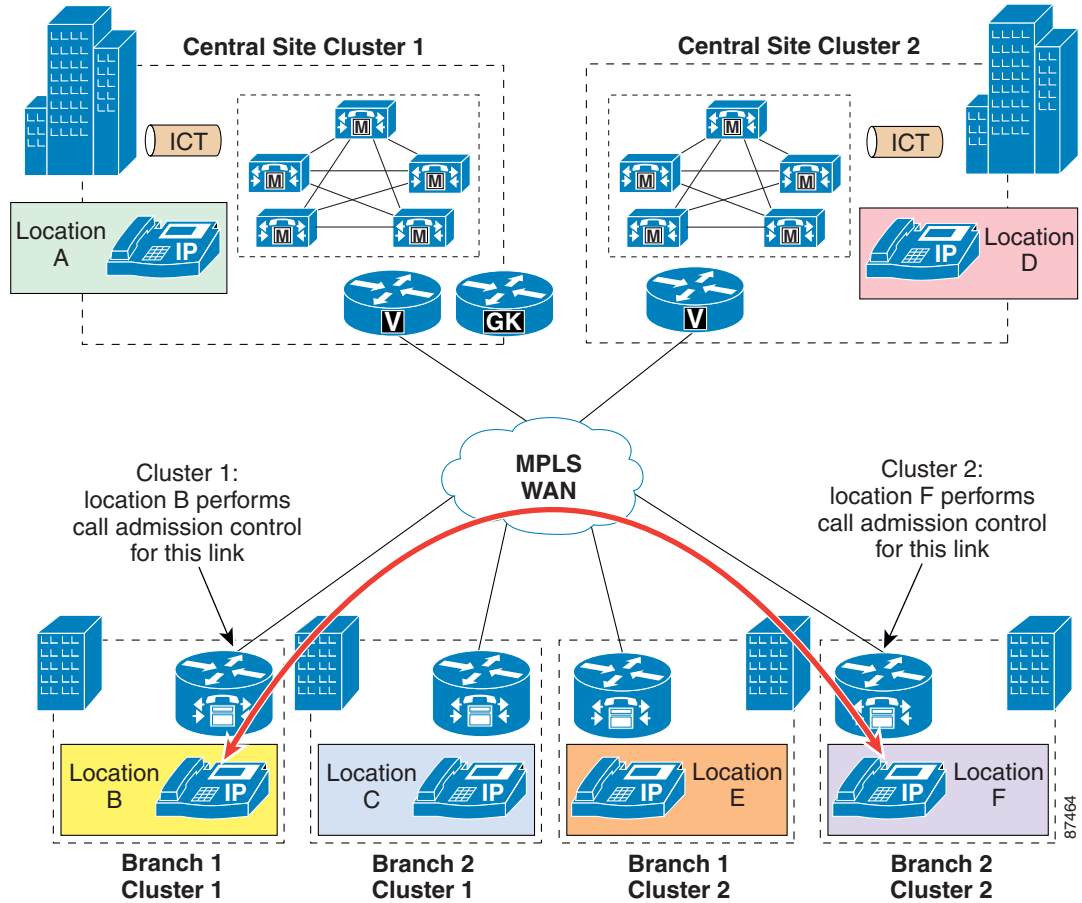 Central Site Cluster 1
Central Site Cluster 2
ICT
ICT
M
M
M
M
M
M
M
M
M
M
Location
A
IP
IP
Location
D
V
GK
V
MPLS
WAN
Cluster 1:
location B performs
call admission control
for this link
Cluster 2:
location F performs
call admission control
for this link
Location
B
IP
Location
C
IP
IP
Location
E
IP
Location
F
87464
Branch 1
Cluster 1
Branch 2
Cluster 1
Branch 1
Cluster 2
Branch 2
Cluster 2